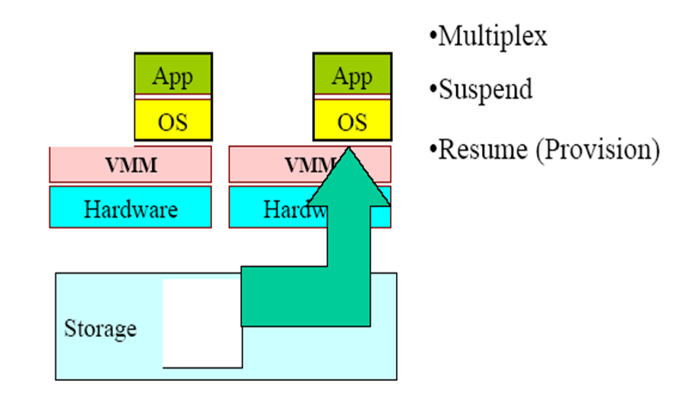 App
App
OS
OS
VMM
VMM
Hardware
Hardw
Storage
•Multiplex
•Suspend
•Resume (Provision)